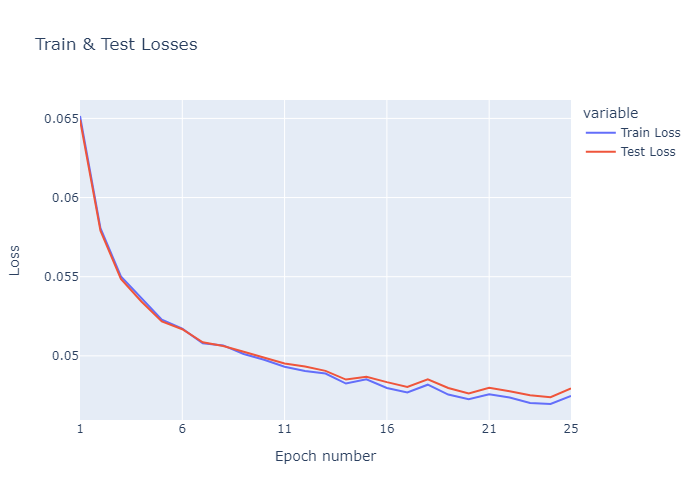 Train & Test Losses
variable
Train Loss
Test Loss
Loss
0.065
0.06
0.055
0.05
1 6 11 16 21 25
Epoch number